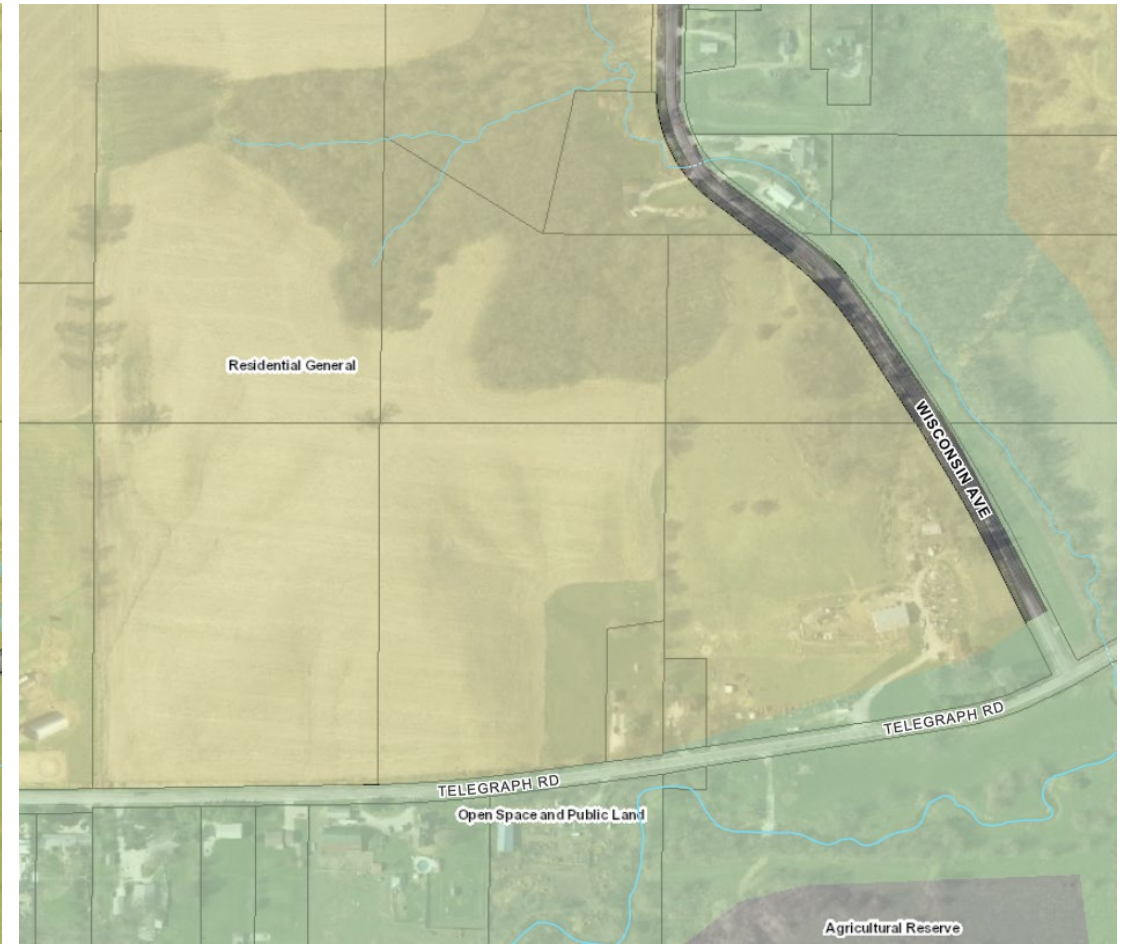 Residential General
WISCONSIN AVE
TELEGRAPH RD
TELEGRAPH RD
Open Space and Public Land
Agricultural Reserve